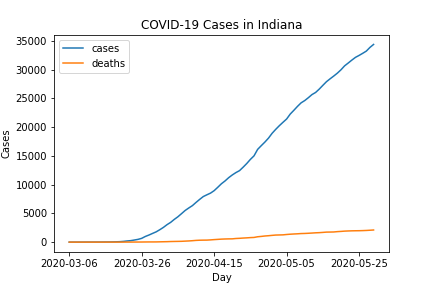 COVID-19 Cases in Indiana
cases
deaths
35000
30000
25000
20000
15000
10000
5000
0
Cases
2020-03-06 2020-03-26 2020-04-15 2020-05-05 2020-05-25
Day